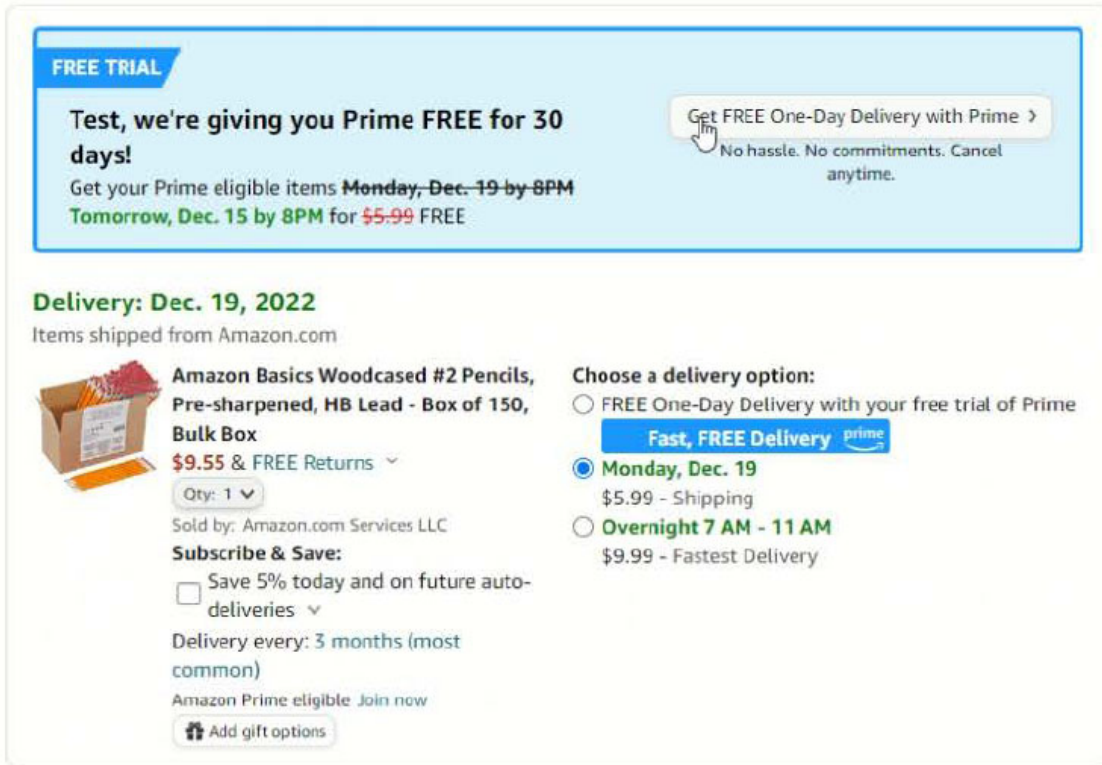 FREE TRIAL
Test, we're giving you Prime FREE for 30
days!
Get your Prime eligible items Monday, Dec. 19 by 8PM
Tomorrow, Dec. 15 by 8PM for $5.99 FREE
Get FREE One-Day Delivery with Prime >
No hassle. No commitments. Cancel
anytime.
Delivery: Dec. 19, 2022
Items shipped from Amazon.com
Amazon Basics Woodcased #2 Pencils,
Pre-sharpened, HB Lead - Box of 150,
Bulk Box
$9.55 & FREE Returns
Qty: 1
Sold by: Amazon.com Services LLC
Subscribe & Save:
Save 5% today and on future auto-
deliveries
Delivery every: 3 months (most
common)
Amazon Prime eligible Join now
Add gift options
Choose a delivery option:
FREE One-Day Delivery with your free trial of Prime
Fast, FREE Delivery prime
Monday, Dec. 19
$5.99 - Shipping
Overnight 7 AM - 11 AM
$9.99 - Fastest Delivery